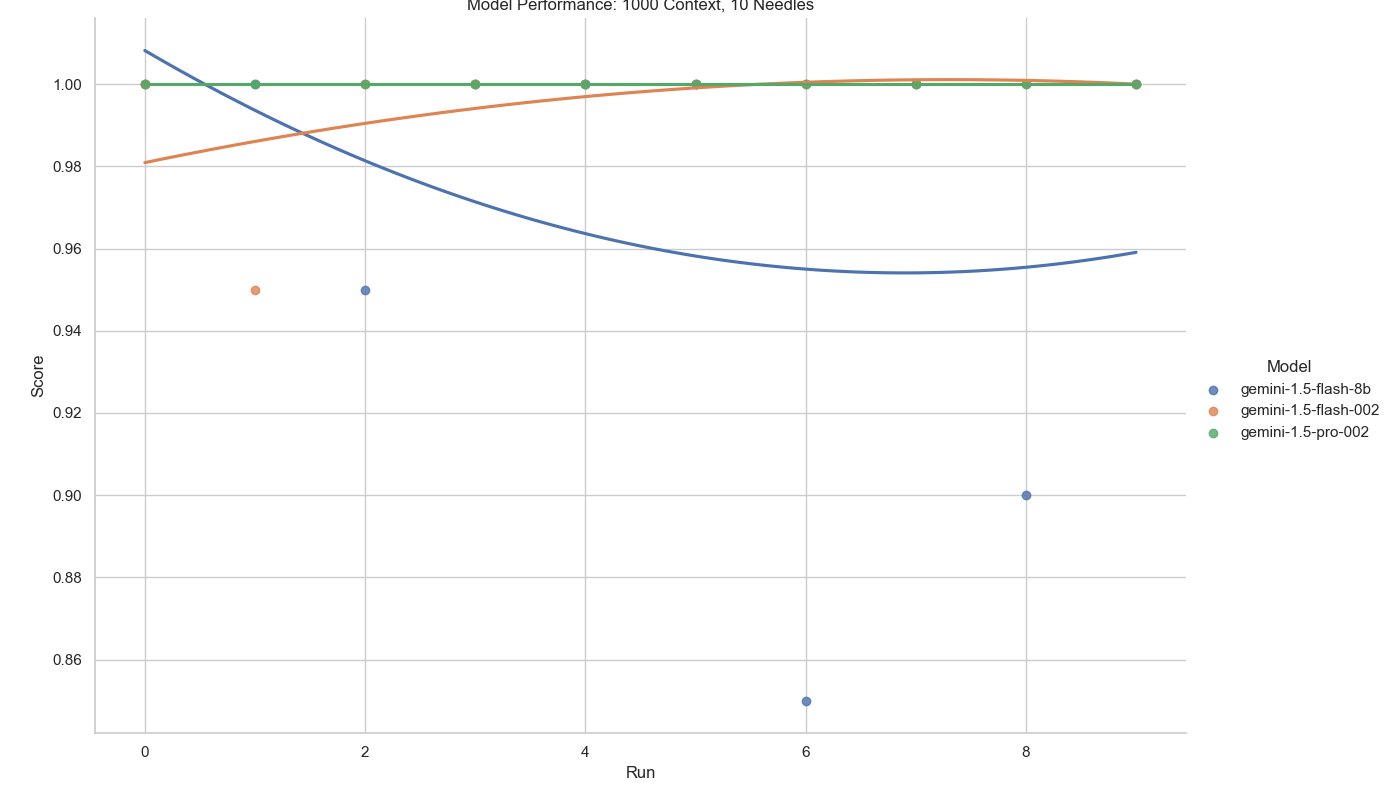 Model Performance: 1000 Context, 10 Needles
1.00
0.98
0.96
0.94
0.92
0.90
0.88
0.86
Score
0 2 4 6 8
Run
Model
gemini-1.5-flash-8b
gemini-1.5-flash-002
gemini-1.5-pro-002